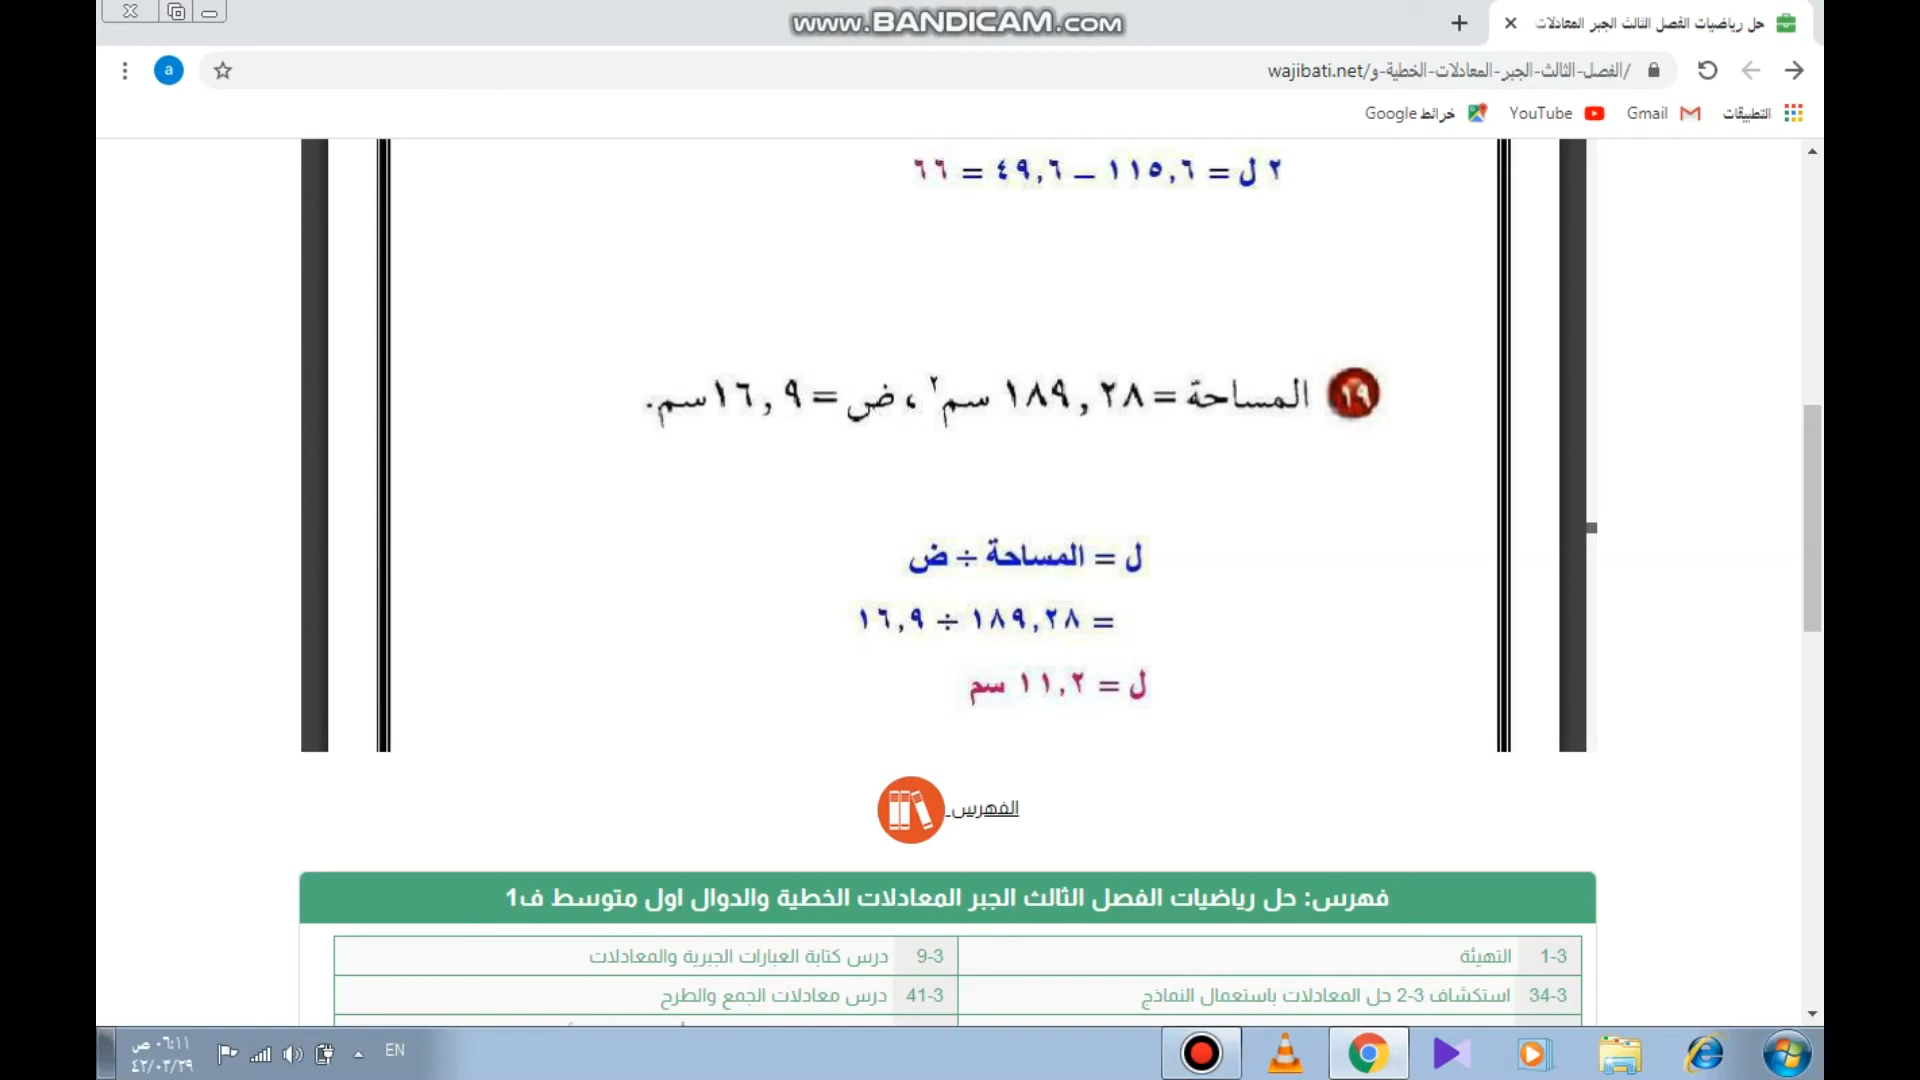 www.BANDICAM.com
حل رياضيات الفصل الثالث الجبر المعادلات
wajibati.net/الفصل-الثالث-الجبر-المعادلات-الخطية-و/
a
التطبيقات Gmail YouTube خرائط Google
٢ ل = ١١٥,٦ – ٤٩,٦ = ٦٦
١٩ المساحة = ١٨٩,٢٨ سم٢ ، ض = ١٦,٩ سم.
ل = المساحة ÷ ض
= ١٨٩,٢٨ ÷ ١٦,٩
ل = ١١,٢ سم
الفهرس
فهرس: حل رياضيات الفصل الثالث الجبر المعادلات الخطية والدوال اول متوسط ف1
1-3 التهيئة 9-3 درس كتابة العبارات الجبرية والمعادلات
34-3 استكشاف 3-2 حل المعادلات باستعمال النماذج 41-3 درس معادلات الجمع والطرح
EN
٠٦:١١ ص
٤٢/٠٣/٢٩